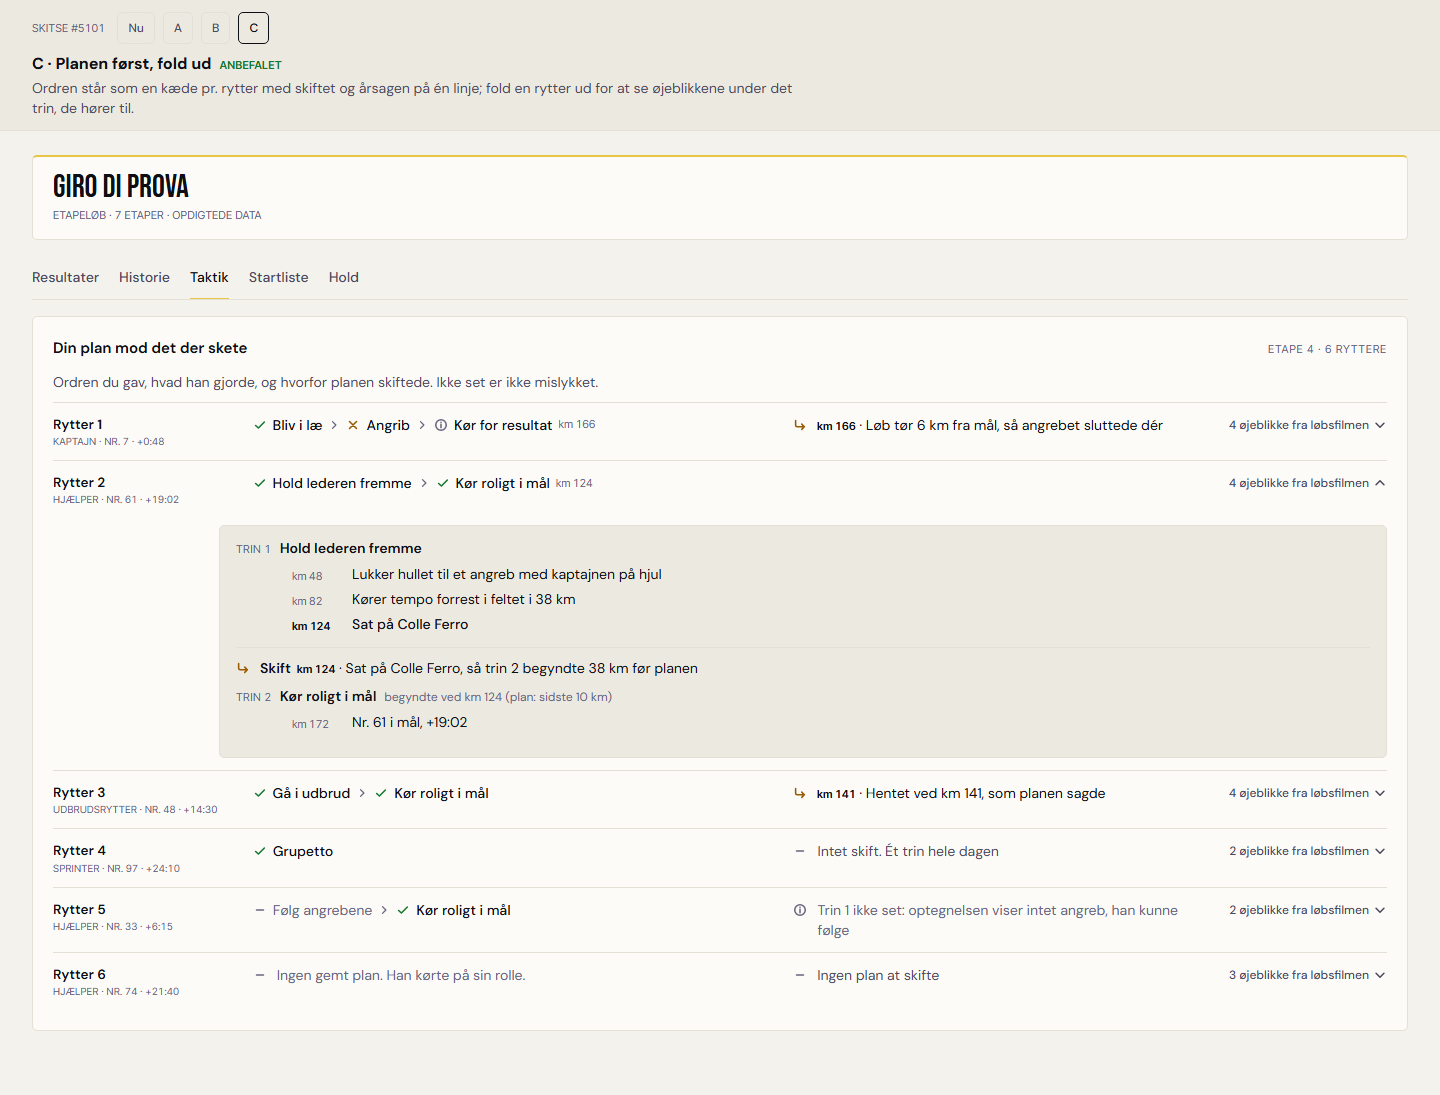 SKITSE #5101 Nu A B C
C · Planen først, fold ud ANBEFALET
Ordren står som en kæde pr. rytter med skiftet og årsagen på én linje; fold en rytter ud for at se øjeblikkene under det
trin, de hører til.
GIRO DI PROVA
ETAPELØB · 7 ETAPER · OPDIGTEDE DATA
Resultater Historie Taktik Startliste Hold
Din plan mod det der skete ETAPE 4 · 6 RYTTERE
Ordren du gav, hvad han gjorde, og hvorfor planen skiftede. Ikke set er ikke mislykket.
Rytter 1 Bliv i læ Angrib Kør for resultat km 166 km 166 · Løb tør 6 km fra mål, så angrebet sluttede dér 4 øjeblikke fra løbsfilmen
KAPTAJN · NR. 7 · +0:48
Rytter 2 Hold lederen fremme Kør roligt i mål km 124 4 øjeblikke fra løbsfilmen
HJÆLPER · NR. 61 · +19:02
TRIN 1 Hold lederen fremme
km 48 Lukker hullet til et angreb med kaptajnen på hjul
km 82 Kører tempo forrest i feltet i 38 km
km 124 Sat på Colle Ferro
Skift km 124 · Sat på Colle Ferro, så trin 2 begyndte 38 km før planen
TRIN 2 Kør roligt i mål begyndte ved km 124 (plan: sidste 10 km)
km 172 Nr. 61 i mål, +19:02
Rytter 3 Gå i udbrud Kør roligt i mål km 141 · Hentet ved km 141, som planen sagde 4 øjeblikke fra løbsfilmen
UDBRUDSRYTTER · NR. 48 · +14:30
Rytter 4 Grupetto – Intet skift. Ét trin hele dagen 2 øjeblikke fra løbsfilmen
SPRINTER · NR. 97 · +24:10
Rytter 5 – Følg angrebene Kør roligt i mål Trin 1 ikke set: optegnelsen viser intet angreb, han kunne 2 øjeblikke fra løbsfilmen
HJÆLPER · NR. 33 · +6:15 følge
Rytter 6 – Ingen gemt plan. Han kørte på sin rolle. – Ingen plan at skifte 3 øjeblikke fra løbsfilmen
HJÆLPER · NR. 74 · +21:40